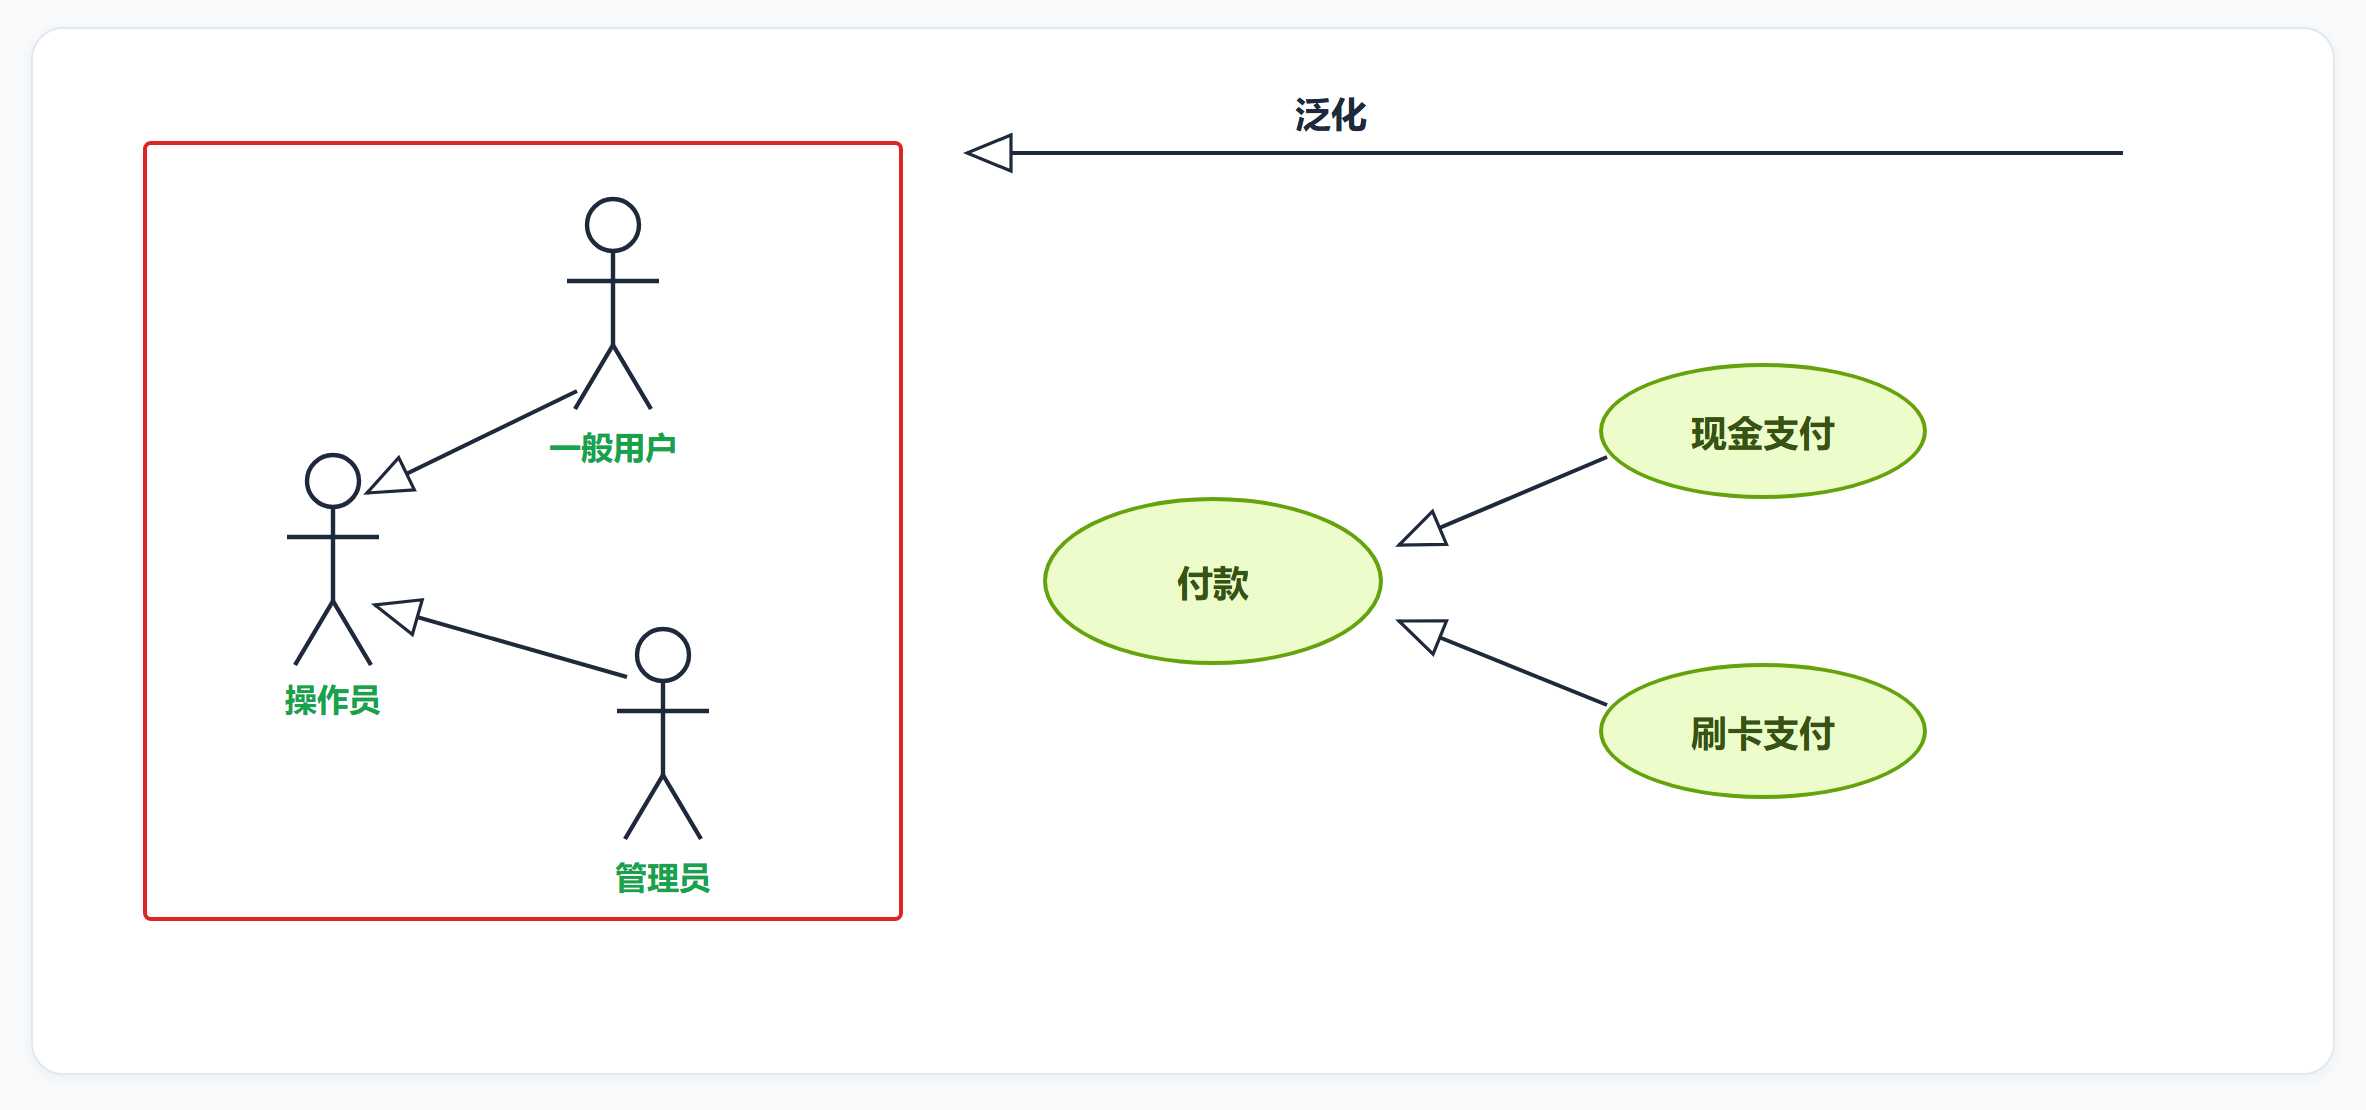 泛化
一般用户
操作员
管理员
现金支付
付款
刷卡支付